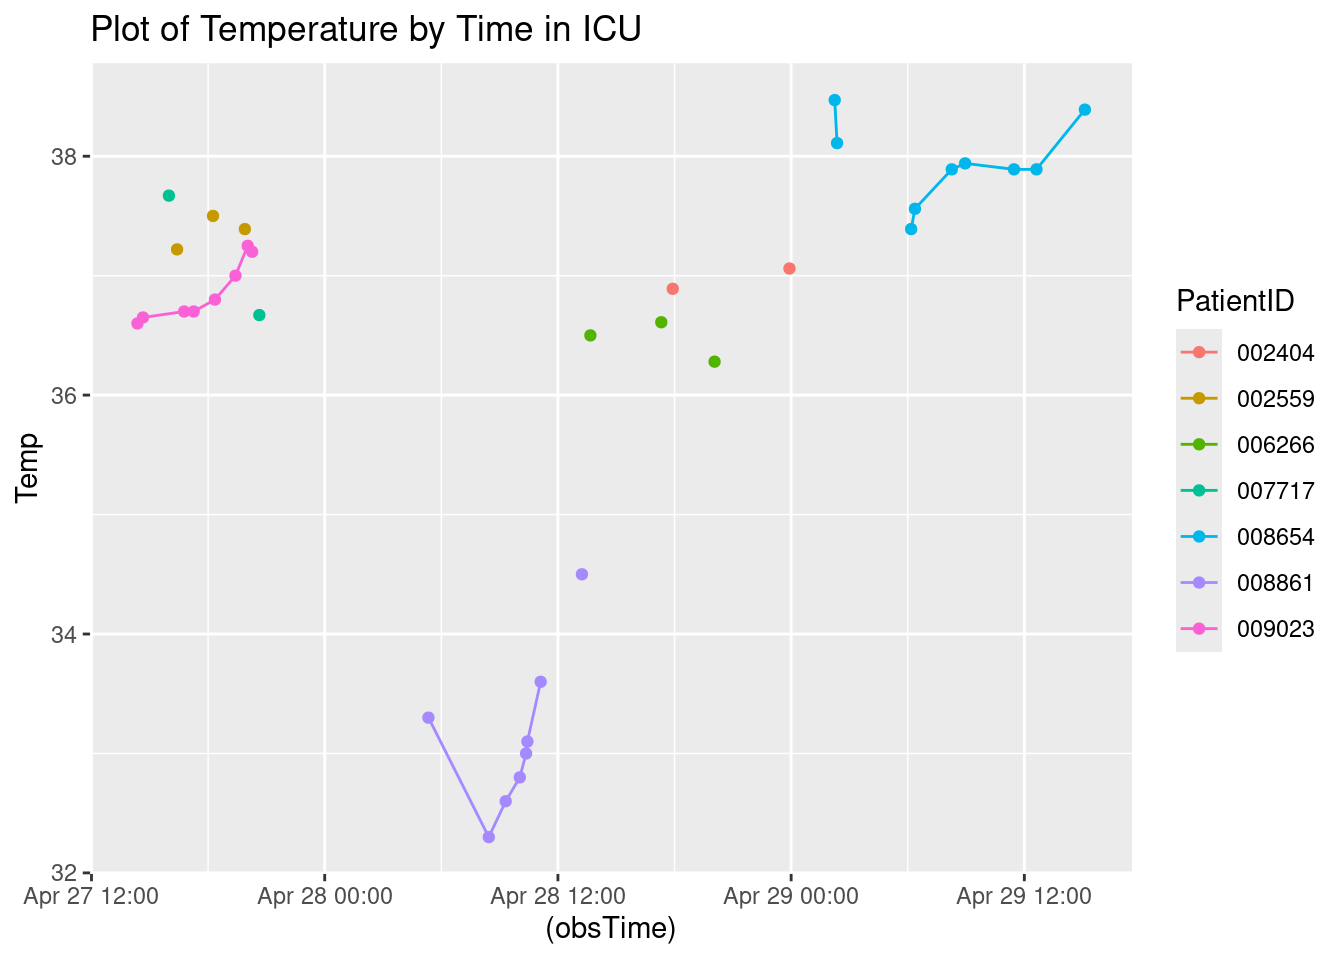 Plot of Temperature by Time in ICU
Temp
38
36
34
32
Apr 27 12:00 Apr 28 00:00 Apr 28 12:00 Apr 29 00:00 Apr 29 12:00
(obsTime)
PatientID
002404
002559
006266
007717
008654
008861
009023